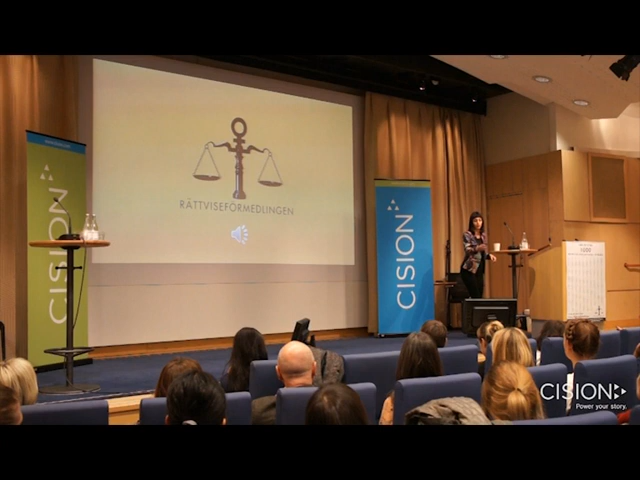 RÄTTVISEFÖRMEDLINGEN
CISION
CISION
CISION
Power your story.